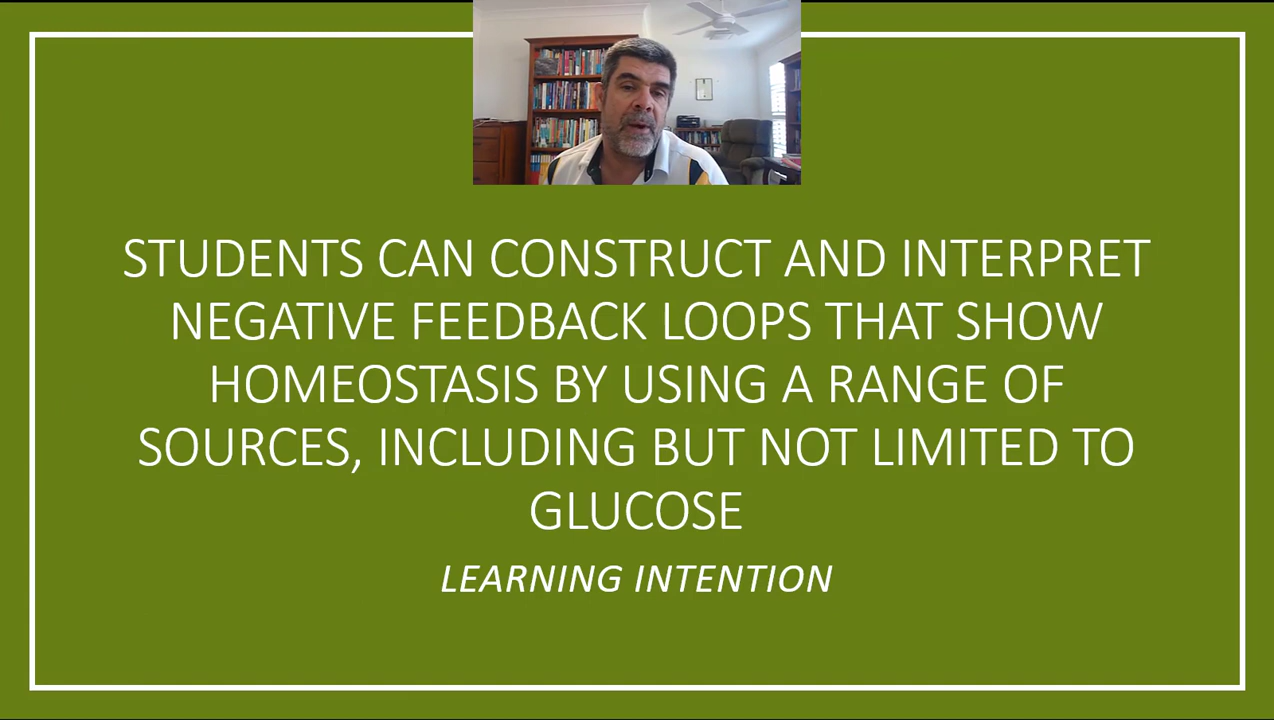 STUDENTS CAN CONSTRUCT AND INTERPRET
NEGATIVE FEEDBACK LOOPS THAT SHOW
HOMEOSTASIS BY USING A RANGE OF
SOURCES, INCLUDING BUT NOT LIMITED TO
GLUCOSE
LEARNING INTENTION